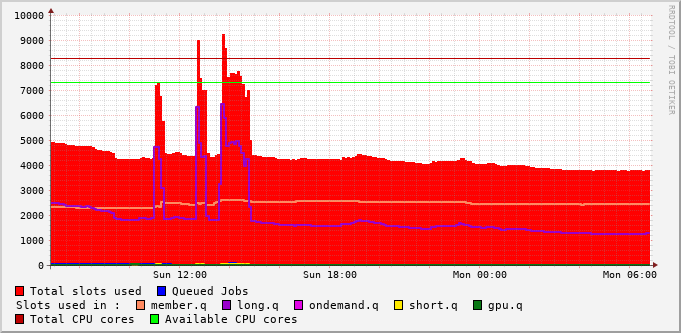 RRDTOOL / TOBI OETIKER
10000
9000
8000
7000
6000
5000
4000
3000
2000
1000
0
Sun 12:00 Sun 18:00 Mon 00:00 Mon 06:00
Total slots used Queued Jobs
Slots used in : member.q long.q ondemand.q short.q gpu.q
Total CPU cores Available CPU cores